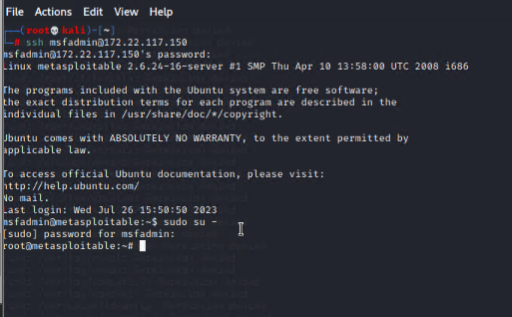 File Actions Edit View Help
(root💀kali)-[~]
# ssh msfadmin@172.22.117.150
msfadmin@172.22.117.150's password:
Linux metasploitable 2.6.24-16-server #1 SMP Thu Apr 10 13:58:00 UTC 2008 i686
The programs included with the Ubuntu system are free software;
the exact distribution terms for each program are described in the
individual files in /usr/share/doc/*/copyright.
Ubuntu comes with ABSOLUTELY NO WARRANTY, to the extent permitted by
applicable law.
To access official Ubuntu documentation, please visit:
http://help.ubuntu.com/
No mail.
Last login: Wed Jul 26 15:50:50 2023
msfadmin@metasploitable:~$ sudo su -
[sudo] password for msfadmin:
root@metasploitable:~#